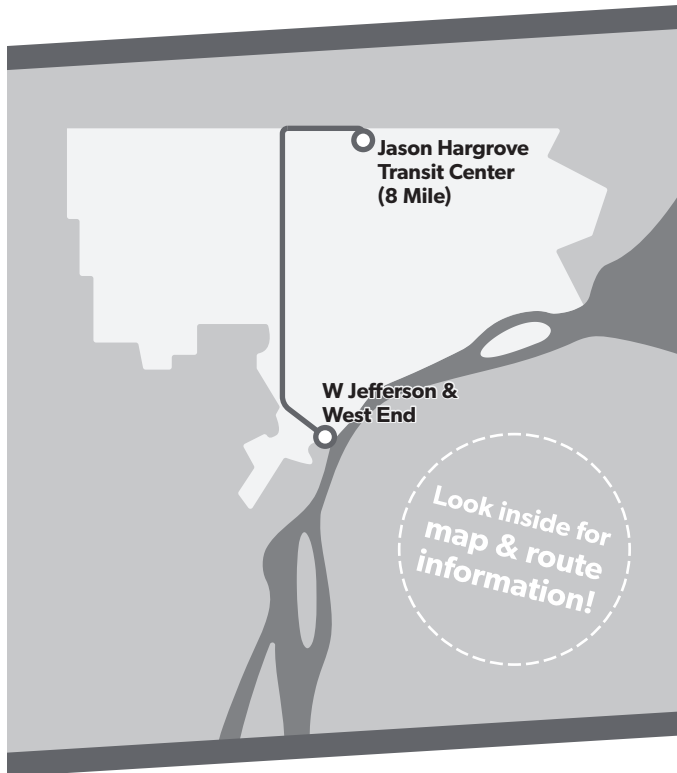 Jason Hargrove
Transit Center
(8 Mile)
W Jefferson &
West End
Look inside for
map & route
information!